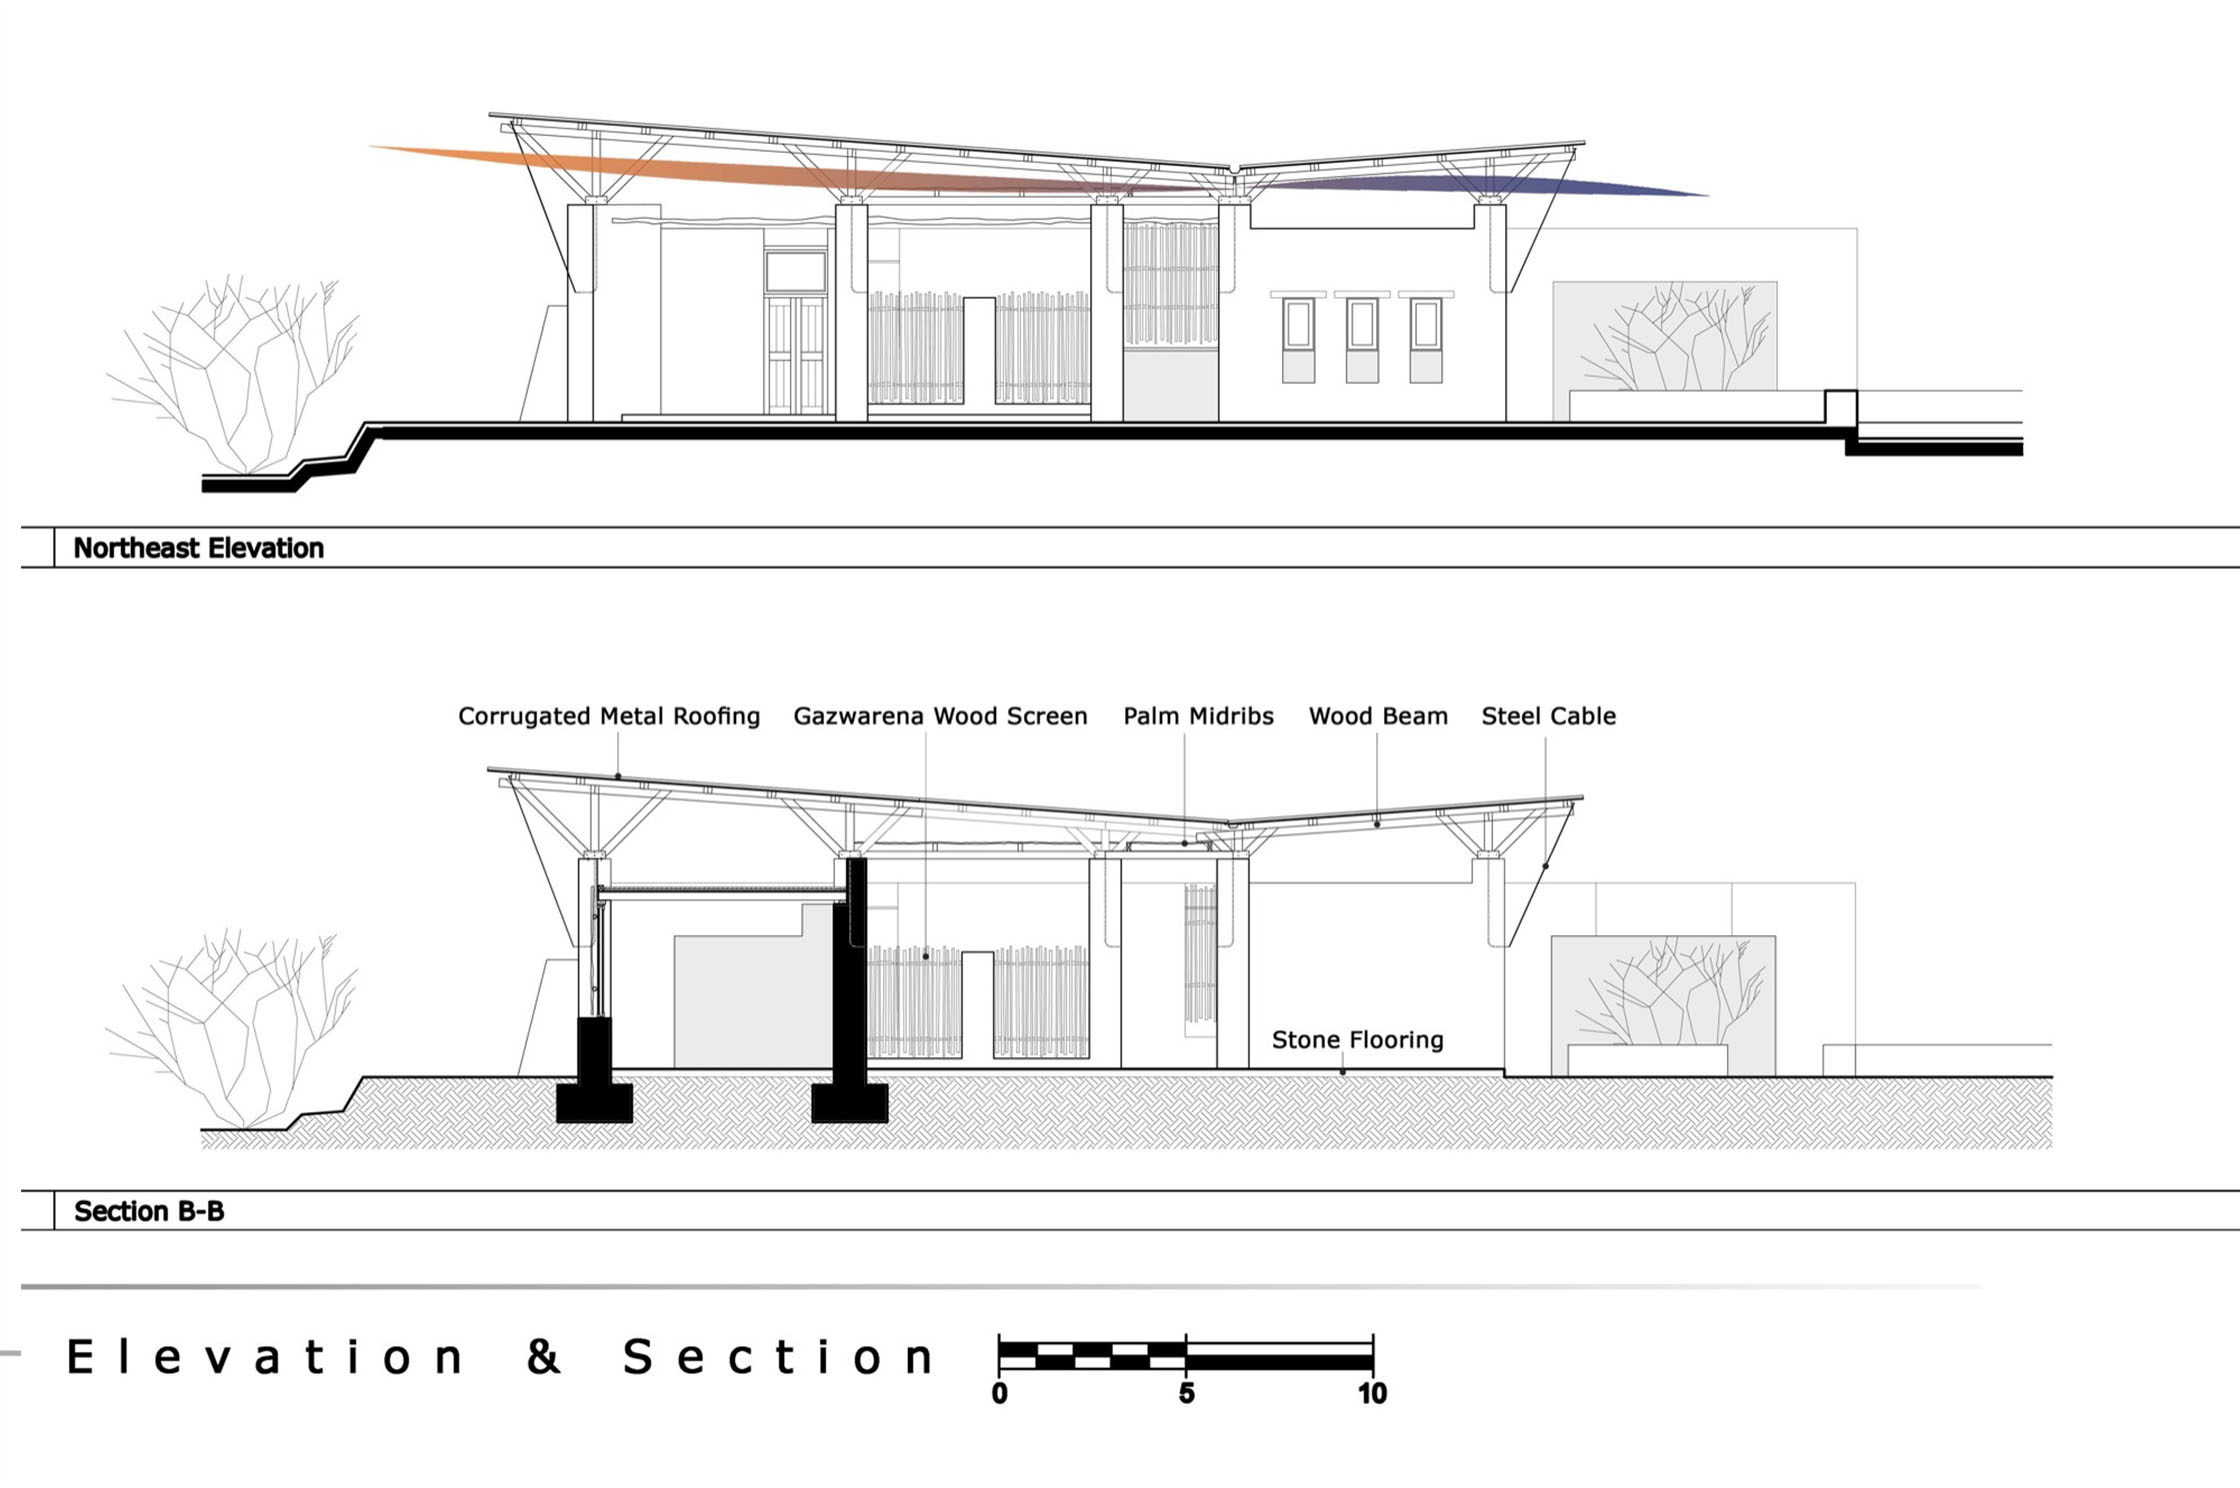 Northeast Elevation
Corrugated Metal Roofing Gazwarena Wood Screen Palm Midribs Wood Beam Steel Cable
Stone Flooring
Section B-B
Elevation & Section
0 5 10